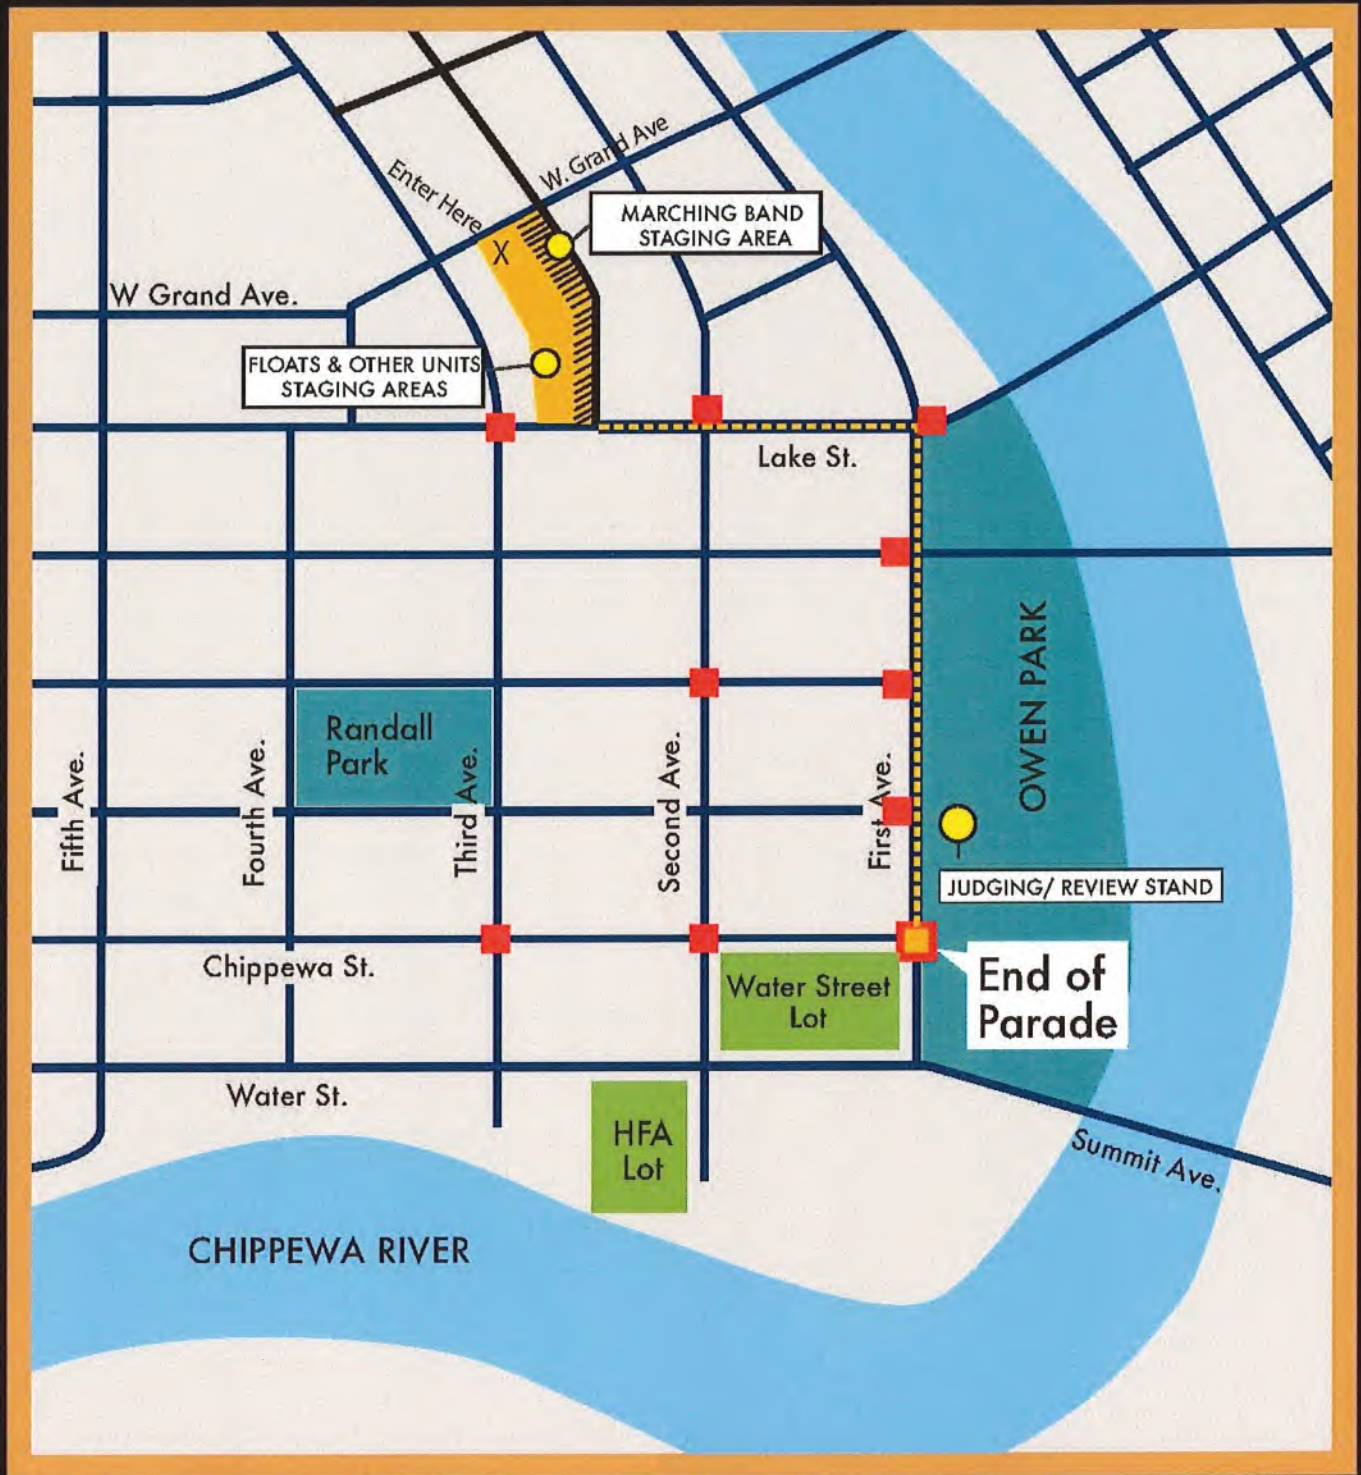 W. Grand Ave
Enter Here
X
MARCHING BAND
STAGING AREA
W Grand Ave.
FLOATS & OTHER UNITS
STAGING AREAS
Lake St.
OWEN PARK
Randall
Park
Fifth Ave.
Fourth Ave.
Third Ave.
Second Ave.
First Ave.
JUDGING/ REVIEW STAND
Chippewa St.
Water Street
Lot
End of
Parade
Water St.
HFA
Lot
Summit Ave.
CHIPPEWA RIVER